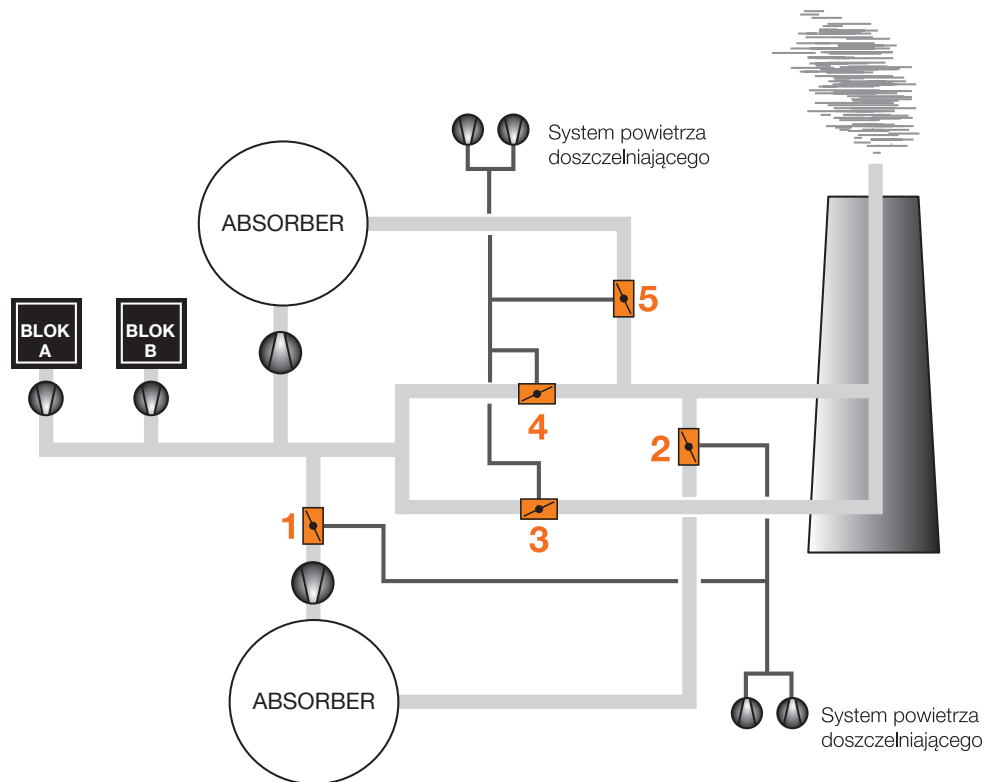 System powietrza
doszczelniającego
ABSORBER
5
BLOK
A
BLOK
B
4
2
1
3
ABSORBER
System powietrza
doszczelniającego